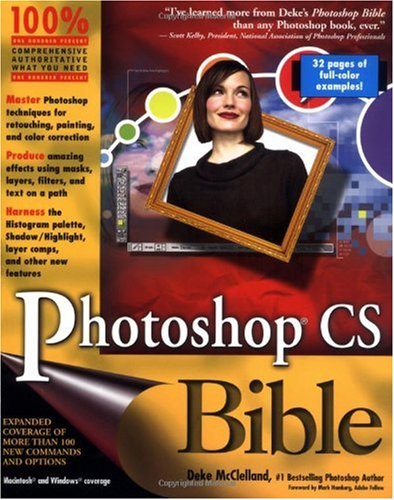 Copyrighted Material
100%
ONE HUNDRED PERCENT
COMPREHENSIVE
AUTHORITATIVE
WHAT YOU NEED
ONE HUNDRED PERCENT
"I've learned more from Deke's Photoshop Bible
than any Photoshop book, ever."
— Scott Kelby, President, National Association of Photoshop Professionals
32 pages of
full-color
examples!
Master Photoshop
techniques for
retouching, painting,
and color correction
Produce amazing
effects using masks,
layers, filters, and
text on a path
Harness the
Histogram palette,
Shadow/Highlight,
layer comps,
and other new
features
Photoshop® CS
Bible
EXPANDED
COVERAGE OF
MORE THAN 100
NEW COMMANDS
AND OPTIONS
Macintosh® and Windows® coverage
Deke McClelland, #1 Bestselling Photoshop Author
Foreword by Mark Hamburg, Adobe Fellow
Copyrighted Material